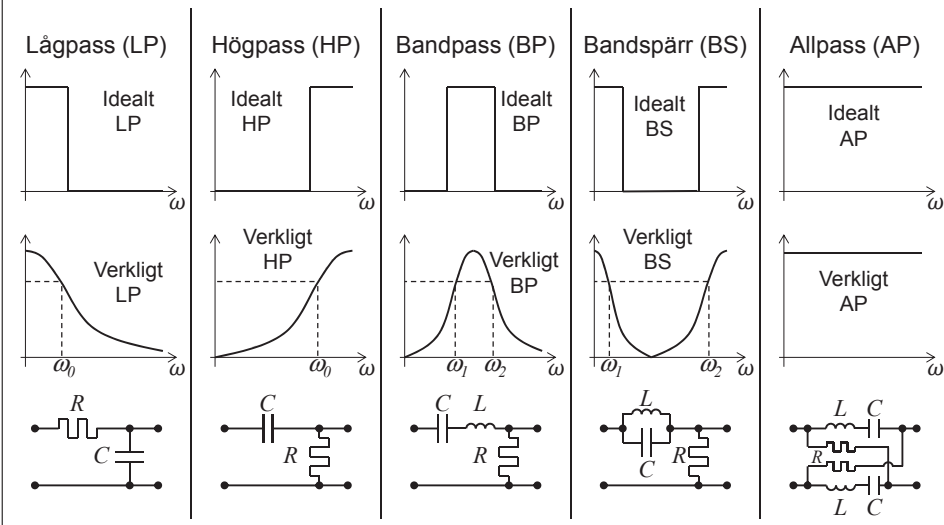 Lågpass (LP)
Högpass (HP)
Bandpass (BP)
Bandspärr (BS)
Allpass (AP)
Idealt
LP
ω
Idealt
HP
ω
Idealt
BP
ω
Idealt
BS
ω
Idealt
AP
ω
Verkligt
LP
ω0
ω
Verkligt
HP
ω0
ω
Verkligt
BP
ω1
ω2
ω
Verkligt
BS
ω1
ω2
ω
Verkligt
AP
ω
R
C
C
R
C
L
R
L
C
R
L
C
R
L
C